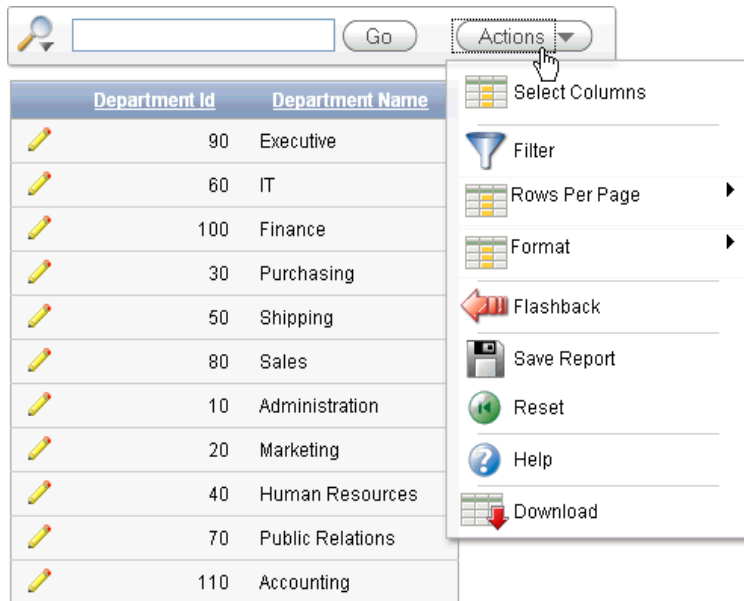 Go Actions
Department Id Department Name
90 Executive
60 IT
100 Finance
30 Purchasing
50 Shipping
80 Sales
10 Administration
20 Marketing
40 Human Resources
70 Public Relations
110 Accounting
Select Columns
Filter
Rows Per Page
Format
Flashback
Save Report
Reset
Help
Download